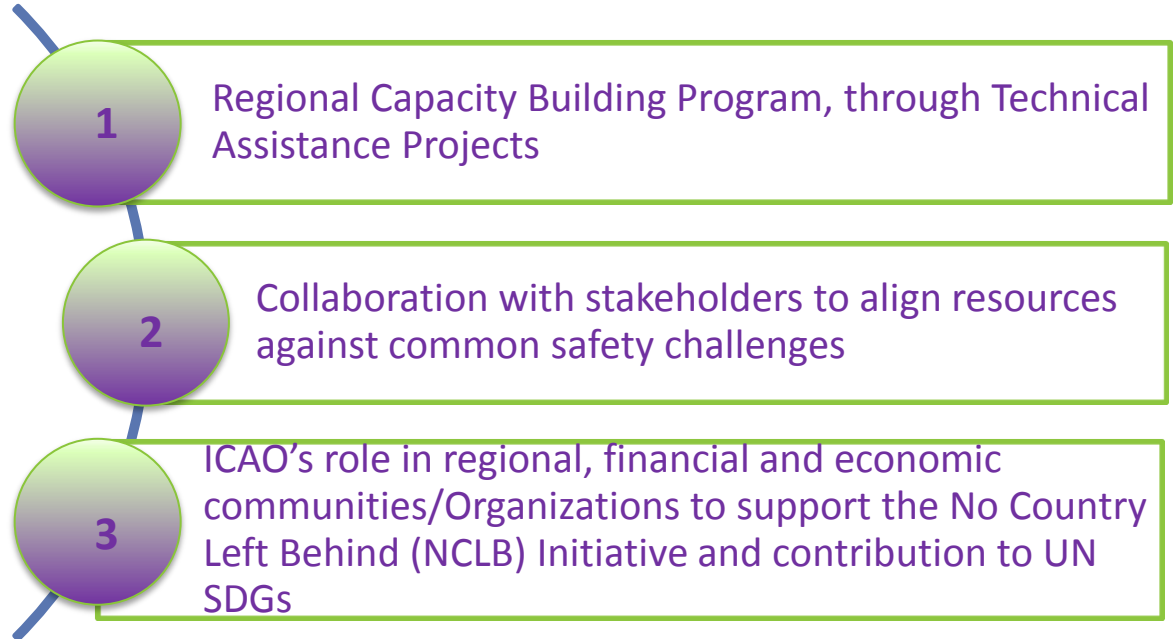 1
Regional Capacity Building Program, through Technical
Assistance Projects
2
Collaboration with stakeholders to align resources
against common safety challenges
3
ICAO’s role in regional, financial and economic
communities/Organizations to support the No Country
Left Behind (NCLB) Initiative and contribution to UN
SDGs